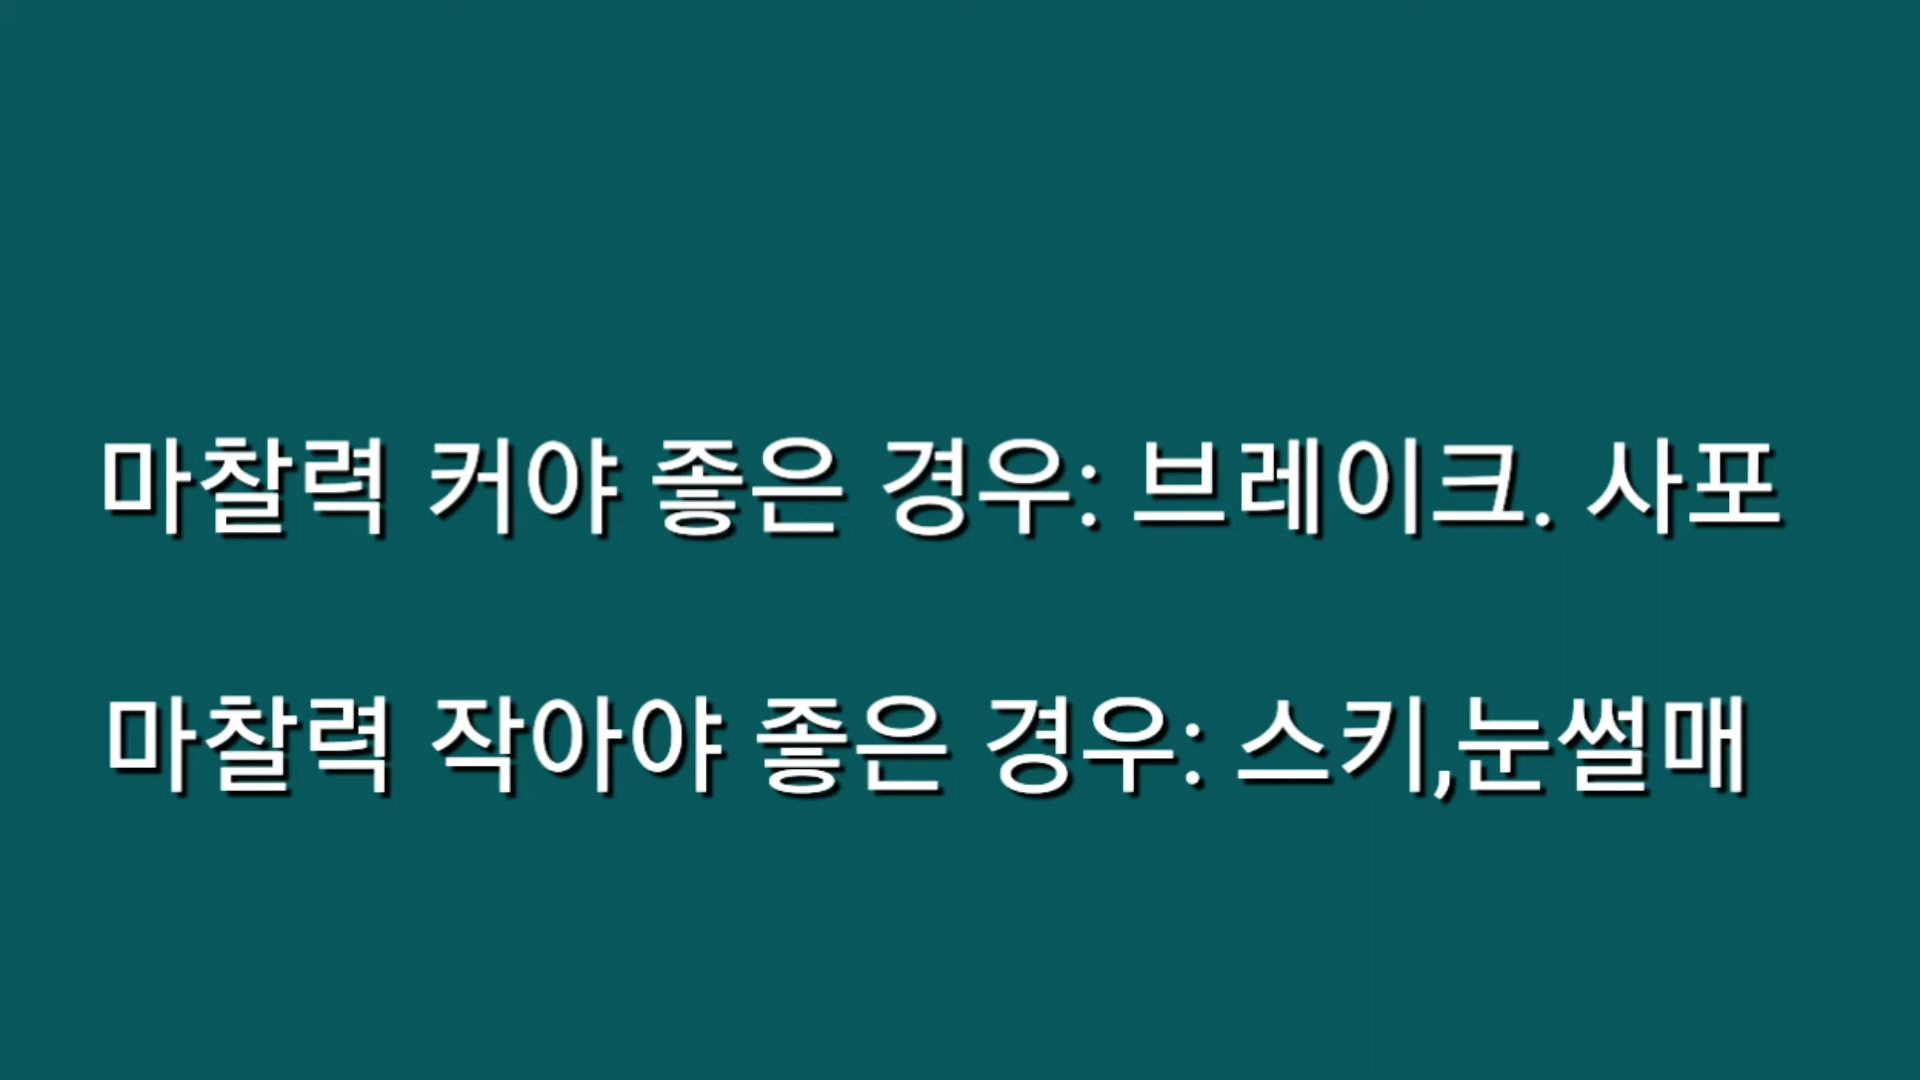 마찰력 커야 좋은 경우: 브레이크. 사포
마찰력 작아야 좋은 경우: 스키,눈썰매